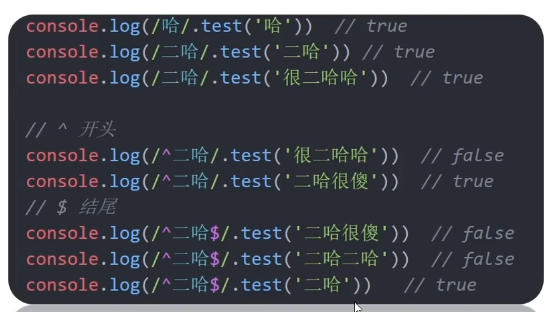 console.log(/哈/.test('哈'))  // true
console.log(/二哈/.test('二哈')) // true
console.log(/二哈/.test('很二哈哈'))  // true
// ^ 开头
console.log(/^二哈/.test('很二哈哈'))  // false
console.log(/^二哈/.test('二哈很傻'))  // true
// $ 结尾
console.log(/^二哈$/.test('二哈很傻'))  // false
console.log(/^二哈$/.test('二哈二哈'))  // false
console.log(/^二哈$/.test('二哈'))   // true